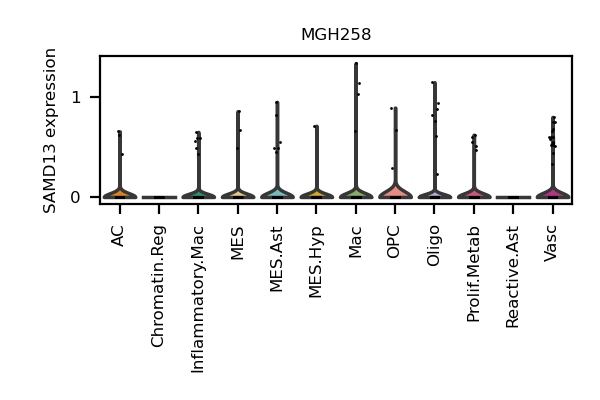 MGH258
SAMD13 expression
1
0
AC
Chromatin.Reg
Inflammatory.Mac
MES
MES.Ast
MES.Hyp
Mac
OPC
Oligo
Prolif.Metab
Reactive.Ast
Vasc